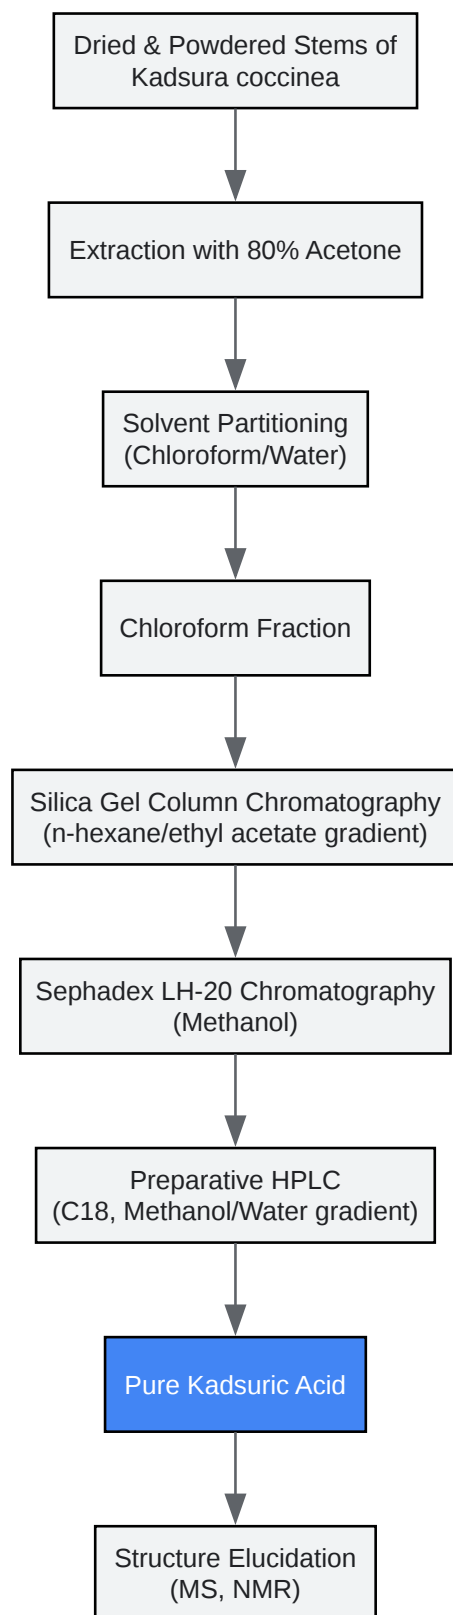 Dried & Powdered Stems of
Kadsura coccinea
Extraction with 80% Acetone
Solvent Partitioning
(Chloroform/Water)
Chloroform Fraction
Silica Gel Column Chromatography
(n-hexane/ethyl acetate gradient)
Sephadex LH-20 Chromatography
(Methanol)
Preparative HPLC
(C18, Methanol/Water gradient)
Pure Kadsuric Acid
Structure Elucidation
(MS, NMR)